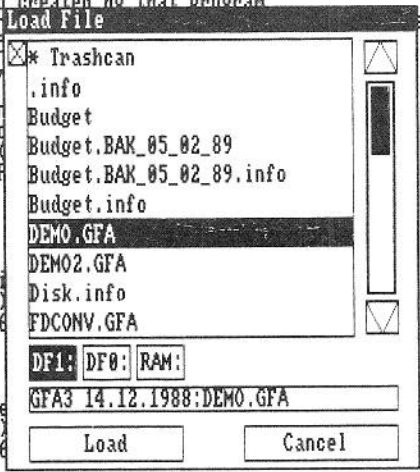 Load File
* Trashcan
.info
Budget
Budget.BAK_05_02_89
Budget.BAK_05_02_89.info
Budget.info
DEMO.GFA
DEMO2.GFA
Disk.info
FDCONV.GFA
DF1: DF0: RAM:
GFA3 14.12.1988:DEMO.GFA
Load Cancel